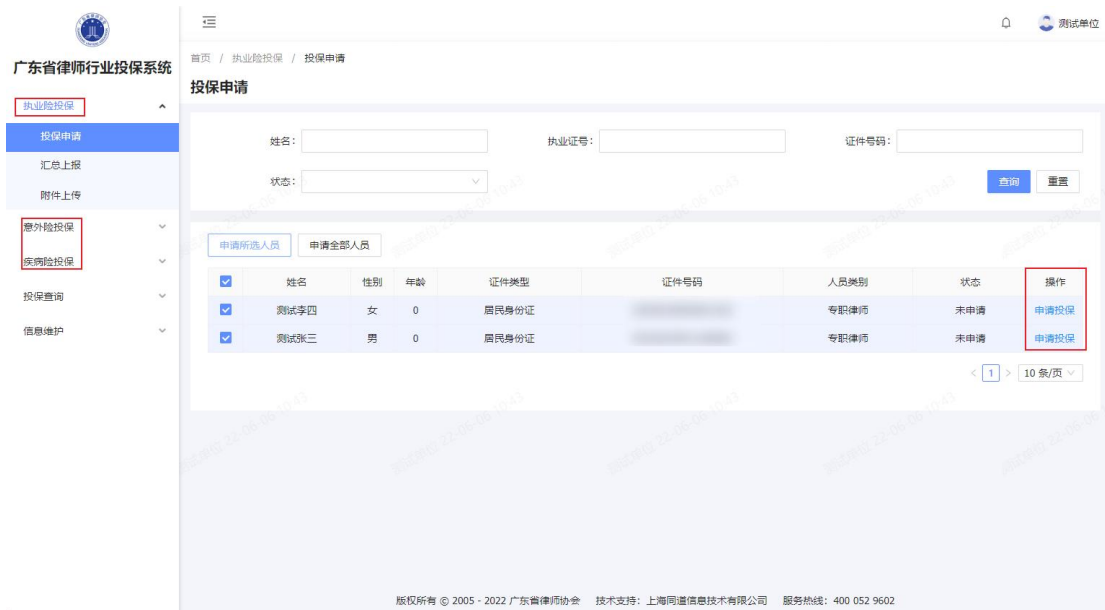 测试单位
广东省律师行业投保系统
首页 / 执业险投保 / 投保申请
投保申请
执业险投保
投保申请
汇总上报
附件上传
意外险投保
疾病险投保
投保查询
信息维护
姓名: 执业证号: 证件号码:
状态: 查询 重置
申请所选人员 申请全部人员
姓名 性别 年龄 证件类型 证件号码 人员类别 状态 操作
测试李四 女 0 居民身份证 专职律师 未申请 申请投保
测试张三 男 0 居民身份证 专职律师 未申请 申请投保
< 1 > 10 条/页
测试单位 22-06-06 10:43
版权所有 © 2005 - 2022 广东省律师协会 技术支持：上海同道信息技术有限公司 服务热线：400 052 9602